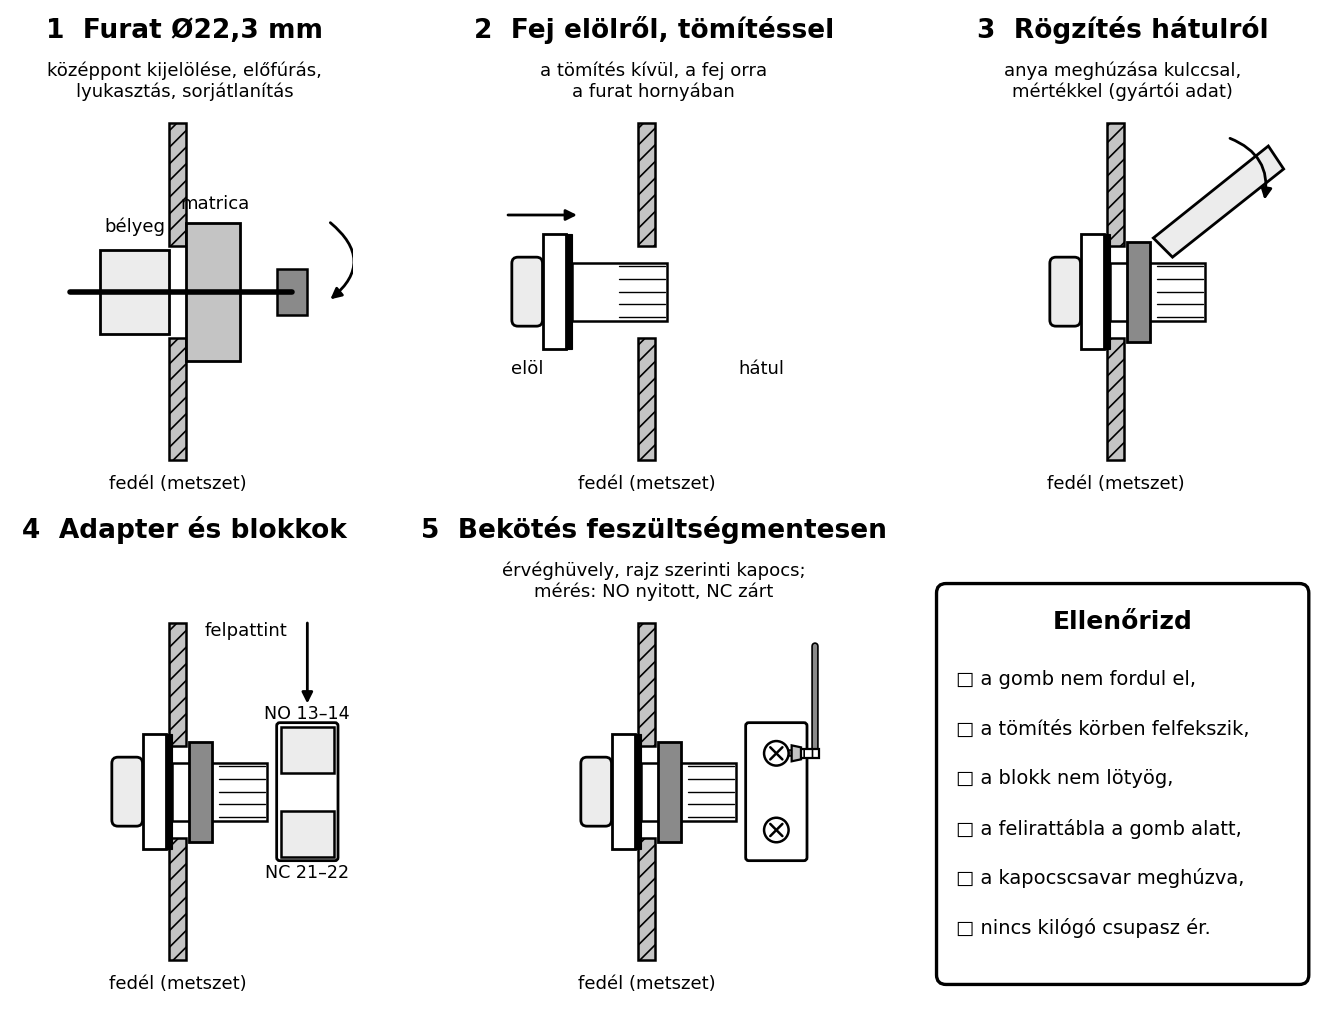 1 Furat Ø22,3 mm
középpont kijelölése, előfúrás,
lyukasztás, sorjátlanítás
matrica
bélyeg
fedél (metszet)
2 Fej elölről, tömítéssel
a tömítés kívül, a fej orra
a furat hornyában
elöl
hátul
fedél (metszet)
3 Rögzítés hátulról
anya meghúzása kulccsal,
mértékkel (gyártói adat)
fedél (metszet)
4 Adapter és blokkok
felpattint
NO 13–14
NC 21–22
fedél (metszet)
5 Bekötés feszültségmentesen
érvéghüvely, rajz szerinti kapocs;
mérés: NO nyitott, NC zárt
fedél (metszet)
Ellenőrizd
□ a gomb nem fordul el,
□ a tömítés körben felfekszik,
□ a blokk nem lötyög,
□ a felirattábla a gomb alatt,
□ a kapocscsavar meghúzva,
□ nincs kilógó csupasz ér.